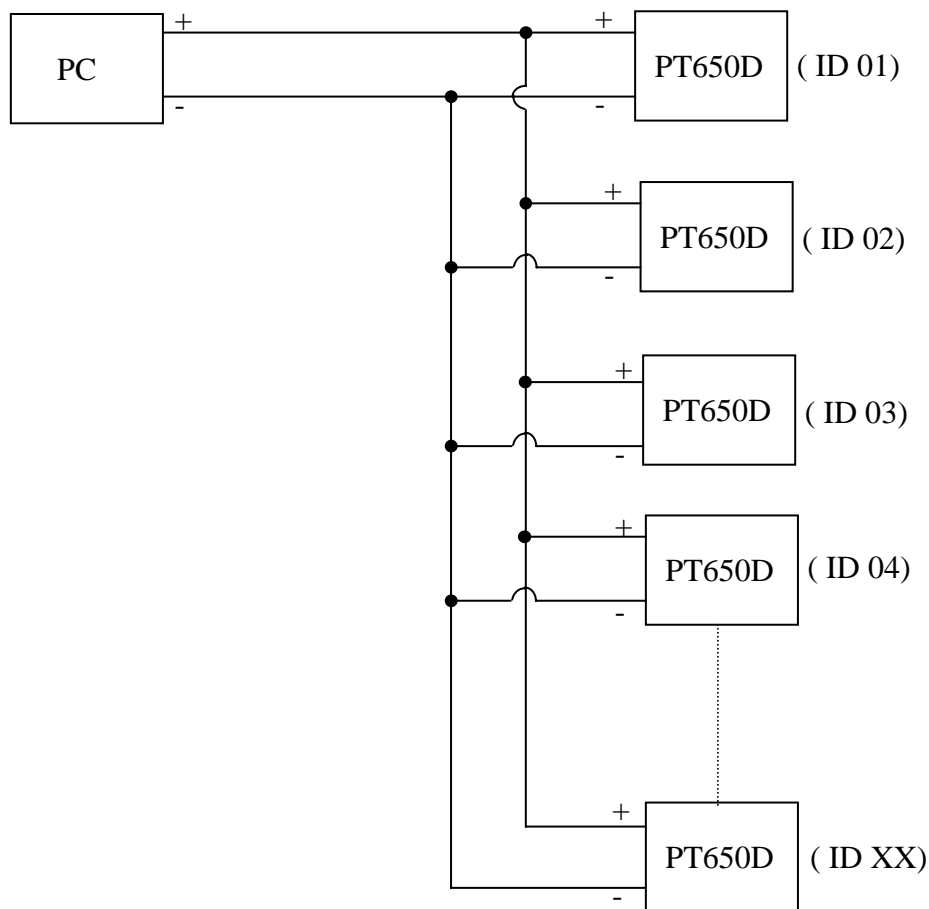 + +
PC PT650D ( ID 01)
- -
+
PT650D ( ID 02)
-
+
PT650D ( ID 03)
-
+
PT650D ( ID 04)
-
+
PT650D ( ID XX)
-